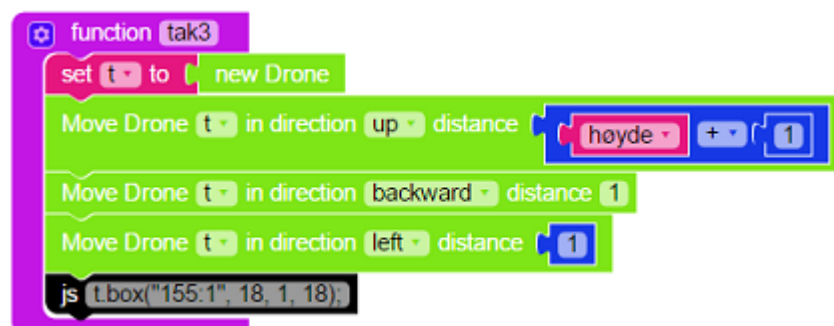 function tak3
set t to new Drone
Move Drone t in direction up distance høyde + 1
Move Drone t in direction backward distance 1
Move Drone t in direction left distance 1
js t.box("155:1", 18, 1, 18);